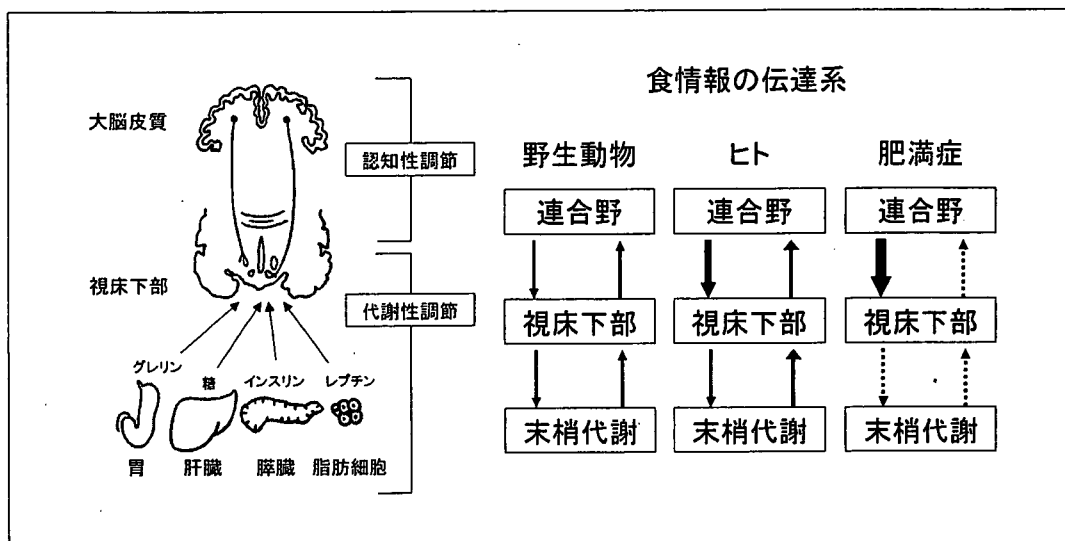 大脳皮質
認知性調節
視床下部
代謝性調節
グレリン
糖
インスリン
レプチン
胃
肝臓
膵臓
脂肪細胞
食情報の伝達系
野生動物
ヒト
肥満症
連合野
連合野
連合野
視床下部
視床下部
視床下部
末梢代謝
末梢代謝
末梢代謝